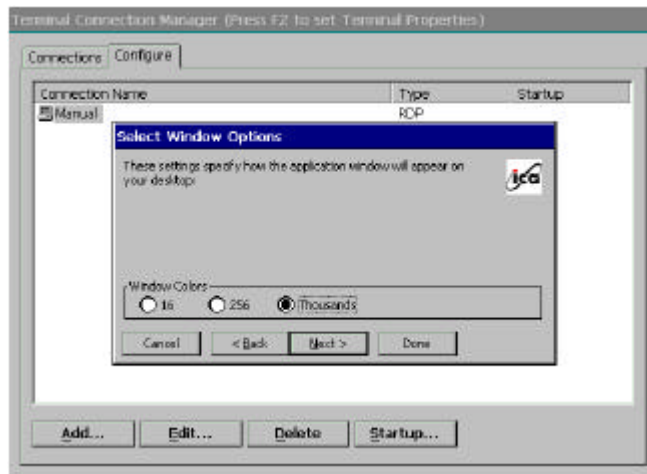 Terminal Connection Manager (Press F2 to set Terminal Properties)
Connections Configure
Connection Name Type Startup
Manual RDP
Select Window Options
These settings specify how the application window will appear on
your desktop:
ica
Window Colors
16 256 Thousands
Cancel < Back Next > Done
Add... Edit... Delete Startup...